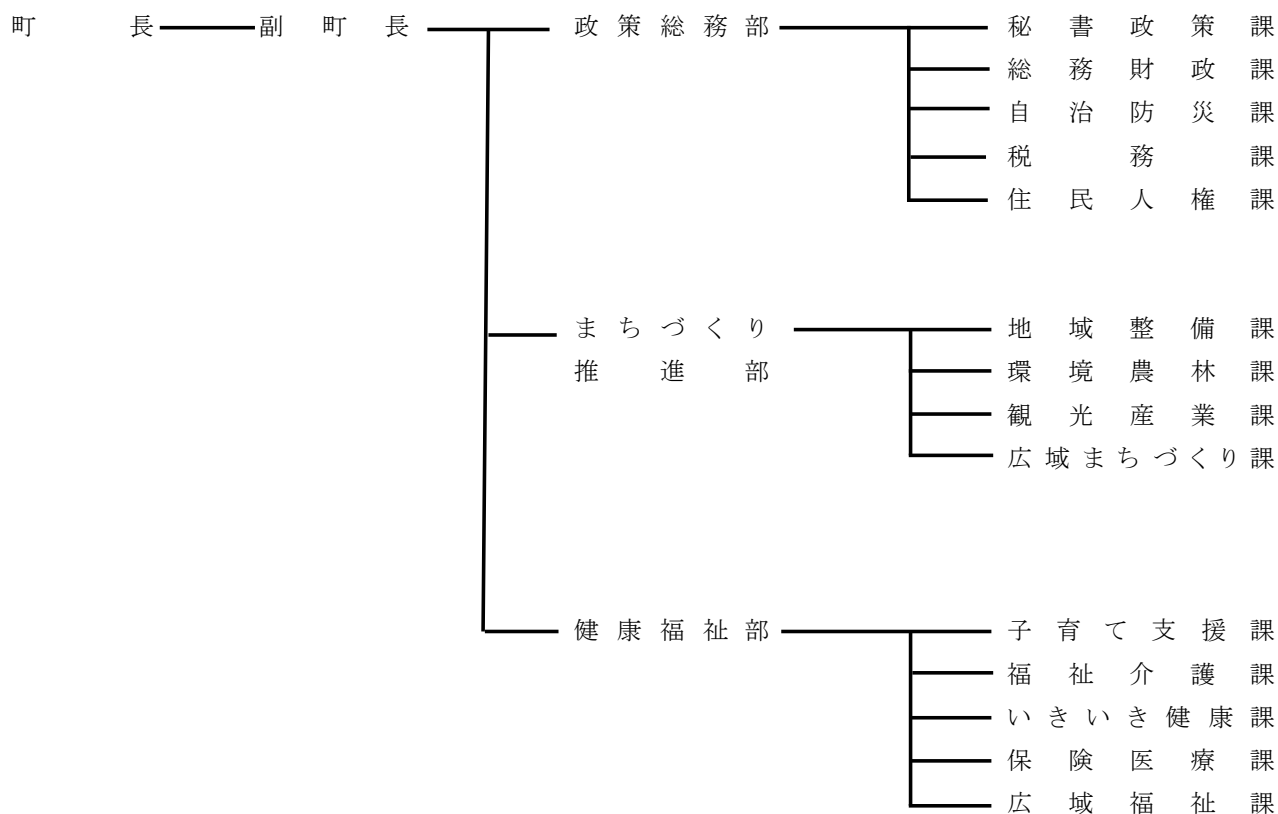 町長 副町長 政策総務部 秘書政策課
総務財政課
自治防災課
税務課
住民人権課
まちづくり 地域整備課
推進部 環境農林課
観光産業課
広域まちづくり課
健康福祉部 子育て支援課
福祉介護課
いきいき健康課
保険医療課
広域福祉課